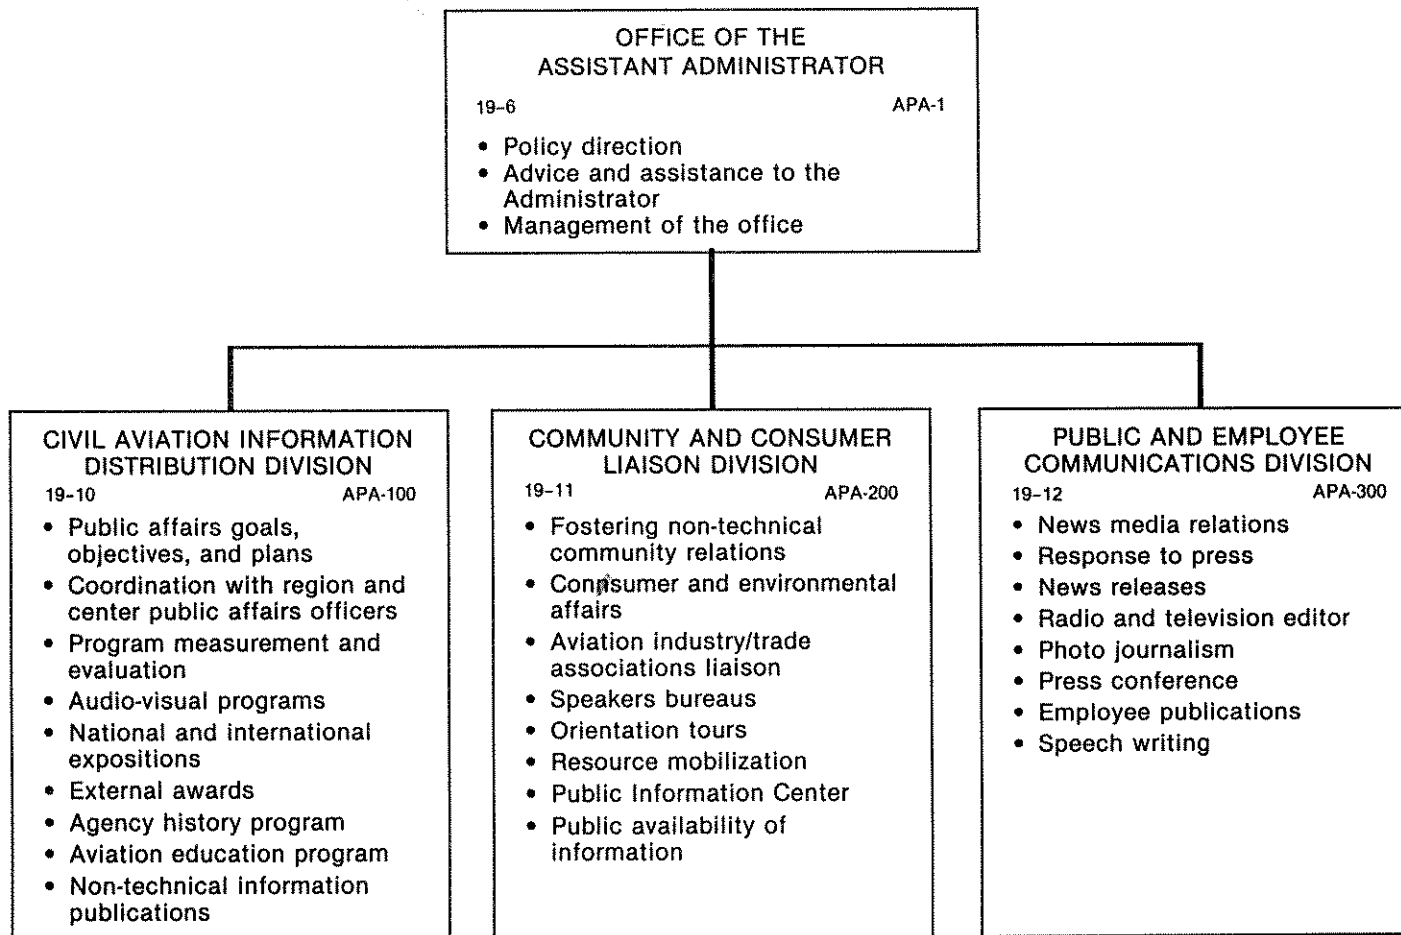 OFFICE OF THE
ASSISTANT ADMINISTRATOR
19-6 APA-1
• Policy direction
• Advice and assistance to the
Administrator
• Management of the office
CIVIL AVIATION INFORMATION
DISTRIBUTION DIVISION
19-10 APA-100
• Public affairs goals,
objectives, and plans
• Coordination with region and
center public affairs officers
• Program measurement and
evaluation
• Audio-visual programs
• National and international
expositions
• External awards
• Agency history program
• Aviation education program
• Non-technical information
publications
COMMUNITY AND CONSUMER
LIAISON DIVISION
19-11 APA-200
• Fostering non-technical
community relations
• Consumer and environmental
affairs
• Aviation industry/trade
associations liaison
• Speakers bureaus
• Orientation tours
• Resource mobilization
• Public Information Center
• Public availability of
information
PUBLIC AND EMPLOYEE
COMMUNICATIONS DIVISION
19-12 APA-300
• News media relations
• Response to press
• News releases
• Radio and television editor
• Photo journalism
• Press conference
• Employee publications
• Speech writing